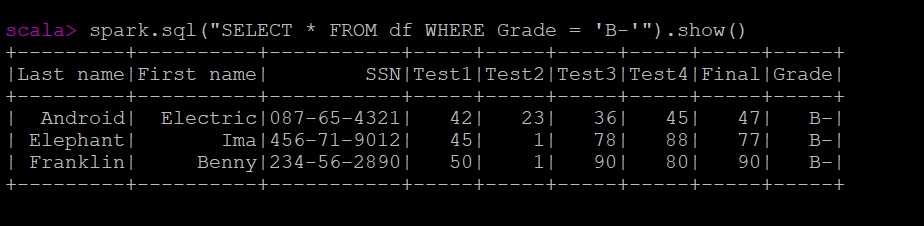 scala> spark.sql("SELECT * FROM df WHERE Grade = 'B-'").show()
+---------+----------+-----------+-----+-----+-----+-----+-----+-----+
|Last name|First name|        SSN|Test1|Test2|Test3|Test4|Final|Grade|
+---------+----------+-----------+-----+-----+-----+-----+-----+-----+
|  Android|  Electric|087-65-4321|   42|   23|   36|   45|   47|   B-|
| Elephant|       Ima|456-71-9012|   45|    1|   78|   88|   77|   B-|
| Franklin|     Benny|234-56-2890|   50|    1|   90|   80|   90|   B-|
+---------+----------+-----------+-----+-----+-----+-----+-----+-----+